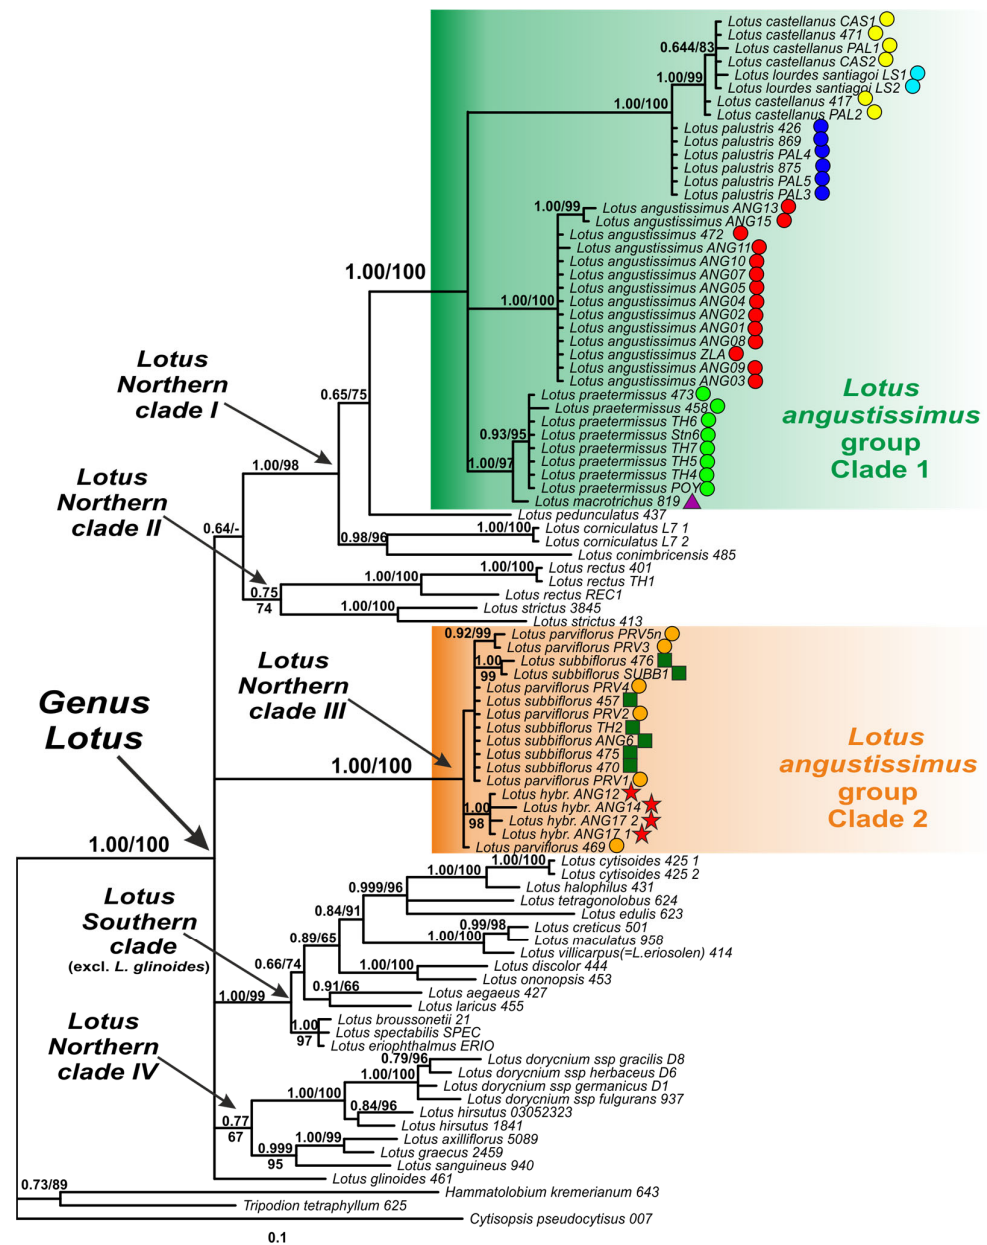 Lotus castellanus CAS1
Lotus castellanus 471
0.644/83
Lotus castellanus PAL1
Lotus castellanus CAS2
Lotus lourdes santiagoi LS1
1.00/99
Lotus lourdes santiagoi LS2
Lotus castellanus 417
1.00/100
Lotus castellanus PAL2
Lotus palustris 426
Lotus palustris 869
Lotus palustris PAL4
Lotus palustris 875
Lotus palustris PAL5
Lotus palustris PAL3
1.00/99
Lotus angustissimus ANG13
Lotus angustissimus ANG15
Lotus angustissimus 472
Lotus angustissimus ANG11
Lotus angustissimus ANG10
1.00/100
Lotus angustissimus ANG07
Lotus angustissimus ANG05
1.00/100
Lotus angustissimus ANG04
Lotus angustissimus ANG02
Lotus angustissimus ANG01
Lotus angustissimus ANG08
Lotus angustissimus ZLA
Lotus angustissimus ANG09
Lotus angustissimus ANG03
Lotus
Northern
clade I
0.65/75
Lotus praetermissus 473
Lotus praetermissus 458
Lotus praetermissus TH6
0.93/95
Lotus praetermissus Stn6
Lotus praetermissus TH7
1.00/97
Lotus praetermissus TH5
Lotus praetermissus TH4
Lotus praetermissus POY
Lotus macrotrichus 819
Lotus
angustissimus
group
Clade 1
1.00/98
Lotus
Northern
clade II
Lotus pedunculatus 437
0.64/-
1.00/100
Lotus corniculatus L7 1
0.98/96
Lotus corniculatus L7 2
Lotus conimbricensis 485
1.00/100
Lotus rectus 401
1.00/100
Lotus rectus TH1
0.75
74
Lotus rectus REC1
1.00/100
Lotus strictus 3845
Lotus strictus 413
0.92/99
Lotus parviflorus PRV5n
Lotus parviflorus PRV3
1.00
99
Lotus subbiflorus 476
Lotus subbiflorus SUBB1
Lotus parviflorus PRV4
Lotus subbiflorus 457
Lotus parviflorus PRV2
Lotus subbiflorus TH2
Lotus subbiflorus ANG6
Lotus subbiflorus 475
Lotus subbiflorus 470
Lotus parviflorus PRV1
Lotus
Northern
clade III
1.00/100
Lotus hybr. ANG12
1.00
98
Lotus hybr. ANG14
Lotus hybr. ANG17 2
Lotus hybr. ANG17 1
Lotus parviflorus 469
Lotus
angustissimus
group
Clade 2
Genus
Lotus
1.00/100
1.00/100
Lotus cytisoides 425 1
1.00/100
Lotus cytisoides 425 2
0.999/96
Lotus halophilus 431
Lotus tetragonolobus 624
0.84/91
Lotus edulis 623
0.99/98
Lotus creticus 501
0.89/65
1.00/100
Lotus maculatus 958
Lotus villicarpus(=L.eriosolen) 414
0.66/74
1.00/100
Lotus discolor 444
Lotus ononopsis 453
0.91/66
Lotus aegaeus 427
Lotus laricus 455
Lotus
Southern
clade
(excl. L. glinoides)
1.00/99
1.00
97
Lotus broussonetii 21
Lotus spectabilis SPEC
Lotus eriophthalmus ERIO
Lotus
Northern
clade IV
0.79/96
Lotus dorycnium ssp gracilis D8
1.00/100
Lotus dorycnium ssp herbaceus D6
Lotus dorycnium ssp germanicus D1
1.00/100
Lotus dorycnium ssp fulgurans 937
0.84/96
Lotus hirsutus 03052323
0.77
67
Lotus hirsutus 1841
1.00/99
Lotus axilliflorus 5089
0.999
95
Lotus graecus 2459
Lotus sanguineus 940
Lotus glinoides 461
0.73/89
Hammatolobium kremerianum 643
Tripodion tetraphyllum 625
Cytisopsis pseudocytisus 007
0.1